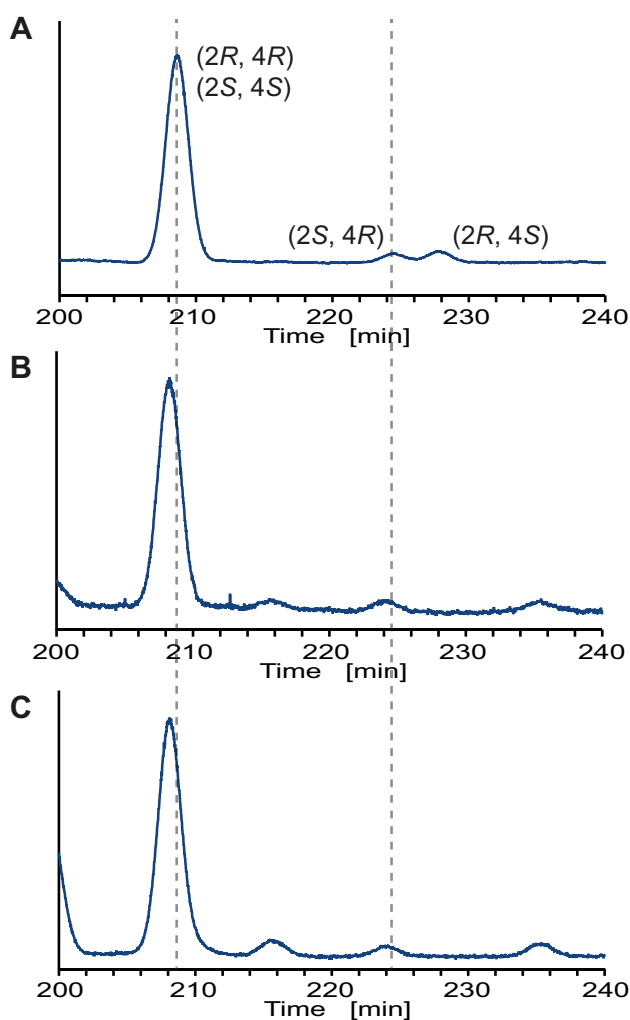 A
(2R, 4R)
(2S, 4S)
(2S, 4R) (2R, 4S)
200 210 220 230 240
Time [min]
B
200 210 220 230 240
Time [min]
C
200 210 220 230 240
Time [min]